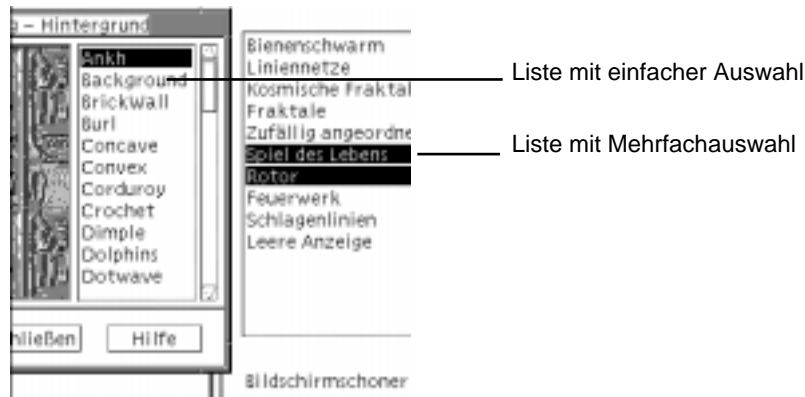 – Hintergrund
Ankh
Background
BrickWall
Burl
Concave
Convex
Corduroy
Crochet
Dimple
Dolphins
Dotwave
hließen
Hilfe
Bienenschwarm
Liniennetze
Kosmische Fraktal
Fraktale
Zufällig angeordne
Spiel des Lebens
Rotor
Feuerwerk
Schlagenlinien
Leere Anzeige
Bildschirmschoner
Liste mit einfacher Auswahl
Liste mit Mehrfachauswahl